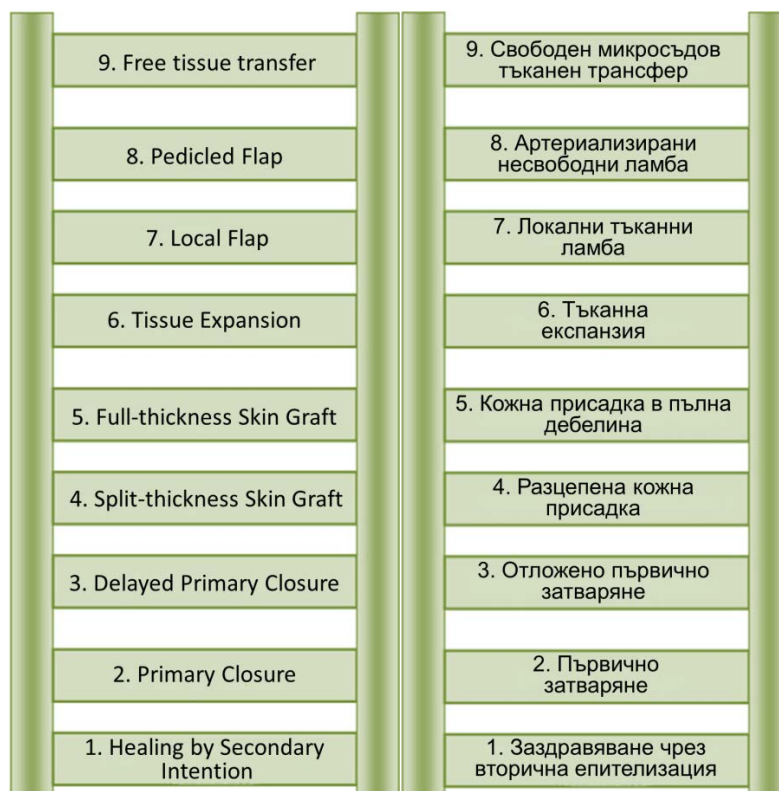 9. Free tissue transfer
8. Pedicled Flap
7. Local Flap
6. Tissue Expansion
5. Full-thickness Skin Graft
4. Split-thickness Skin Graft
3. Delayed Primary Closure
2. Primary Closure
1. Healing by Secondary
Intention
9. Свободен микросъдов
тъканен трансфер
8. Артериализирани
несвободни ламба
7. Локални тъканни
ламба
6. Тъканна
експанзия
5. Кожна присадка в пълна
дебелина
4. Разцепена кожна
присадка
3. Отложено първично
затваряне
2. Първично
затваряне
1. Заздравяване чрез
вторична епителизация